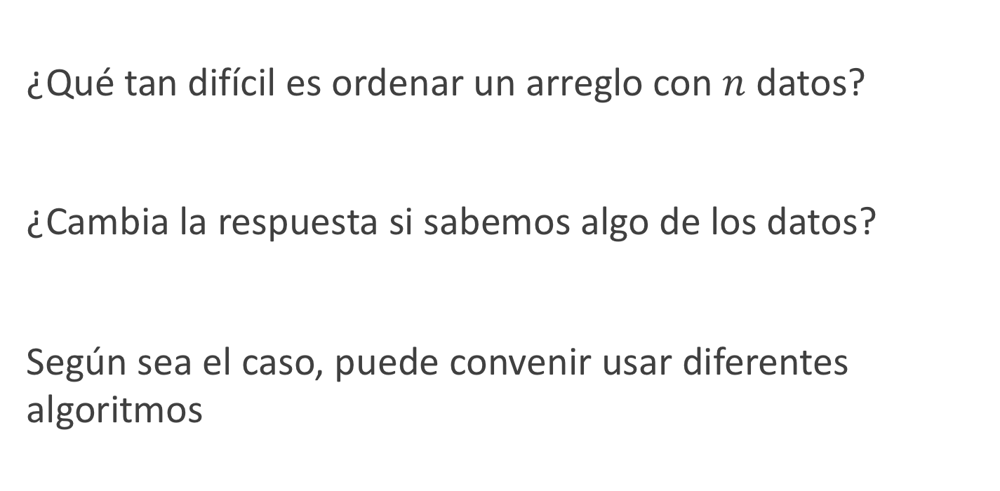 ¿Qué tan difícil es ordenar un arreglo con n datos?
¿Cambia la respuesta si sabemos algo de los datos?
Según sea el caso, puede convenir usar diferentes
algoritmos